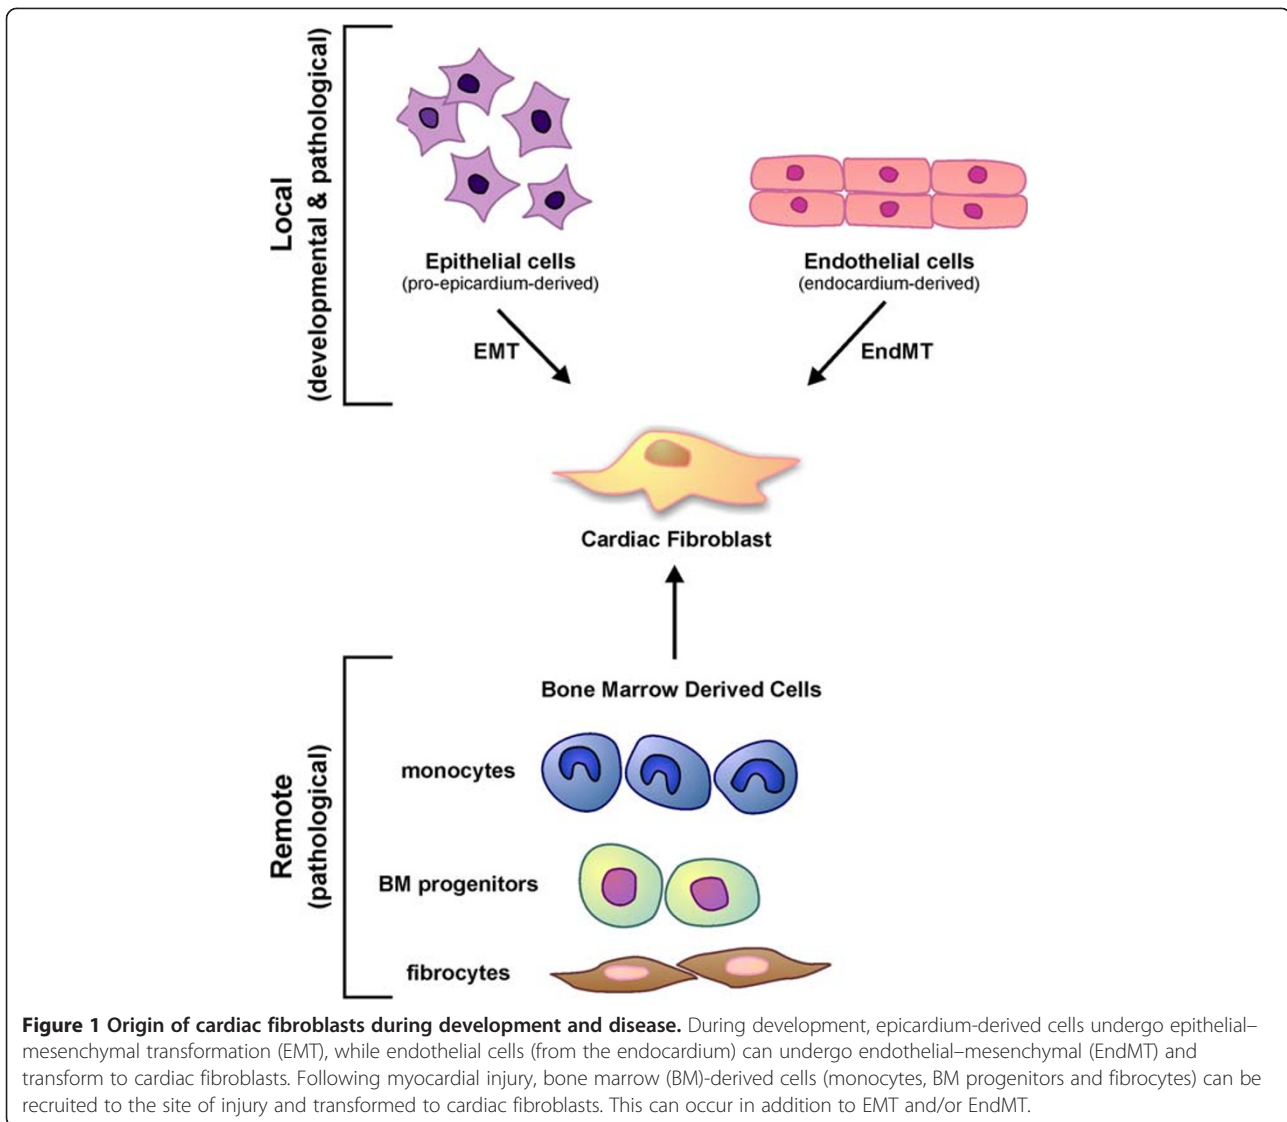 Local
(developmental & pathological)
Epithelial cells
(pro-epicardium-derived)
Endothelial cells
(endocardium-derived)
EMT
EndMT
Cardiac Fibroblast
Remote
(pathological)
Bone Marrow Derived Cells
monocytes
BM progenitors
fibrocytes
Figure 1 Origin of cardiac fibroblasts during development and disease. During development, epicardium-derived cells undergo epithelial–
mesenchymal transformation (EMT), while endothelial cells (from the endocardium) can undergo endothelial–mesenchymal (EndMT) and
transform to cardiac fibroblasts. Following myocardial injury, bone marrow (BM)-derived cells (monocytes, BM progenitors and fibrocytes) can be
recruited to the site of injury and transformed to cardiac fibroblasts. This can occur in addition to EMT and/or EndMT.